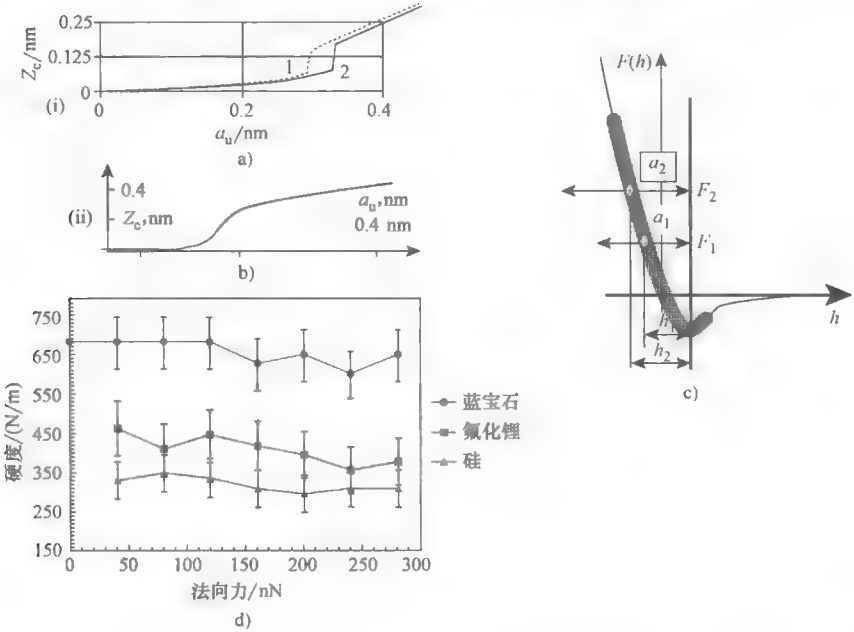 0.25
0.125
0
Z_c/nm
1
2
(i)
0
0.2
0.4
a_u/nm
a)
(ii)
0.4
Z_c,nm
a_u,nm
0.4 nm
b)
F(h)
a_2
F_2
a_1
F_1
h_1
h
h_2
c)
750
650
550
450
350
250
150
硬度/(N/m)
0
50
100
150
200
250
300
法向力/nN
d)
蓝宝石
氟化锂
硅